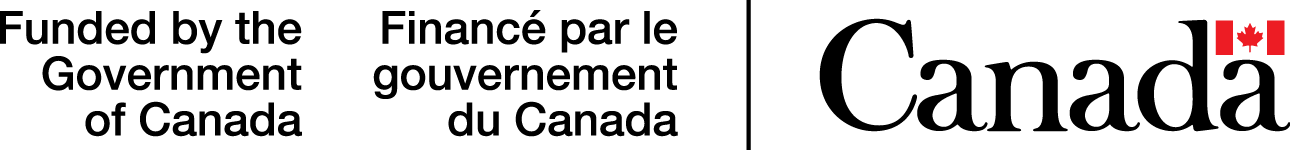 Funded by the
Government
of Canada
Financé par le
gouvernement
du Canada
Canada